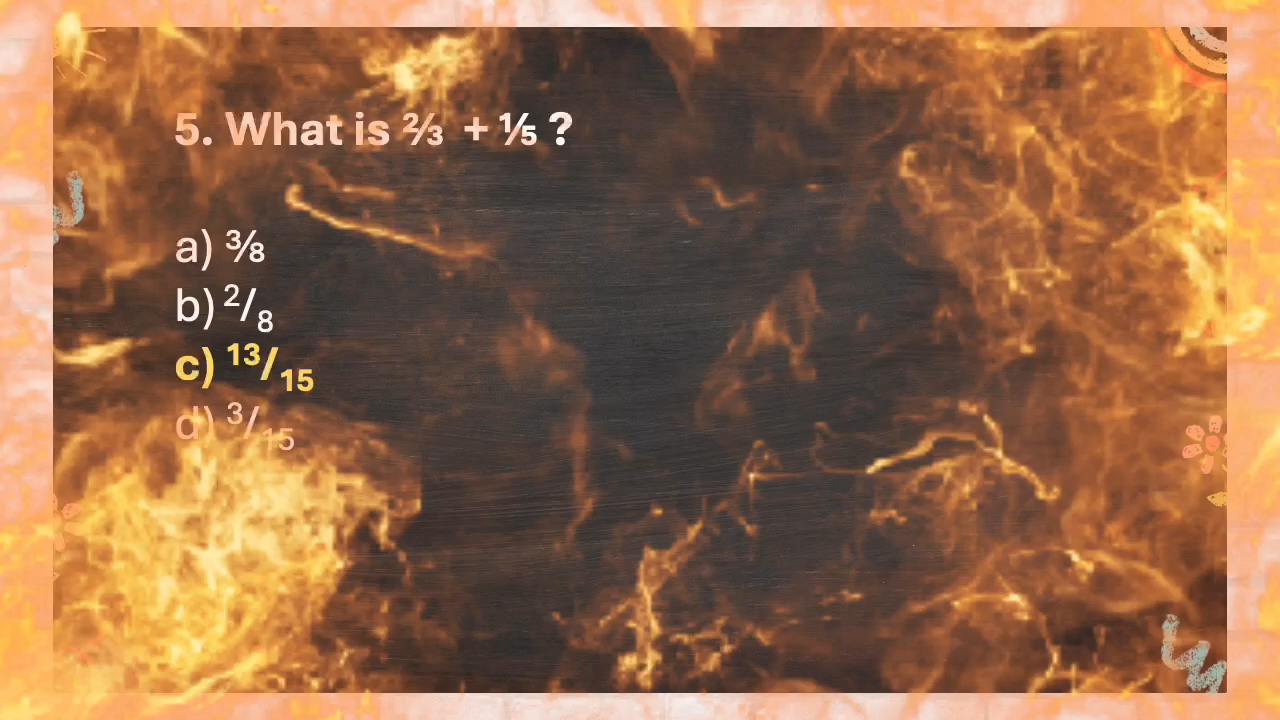 5. What is ⅔ + ⅕ ?
a) ⅜
b) ²/₈
c) ¹³/₁₅
d) ³/₁₅